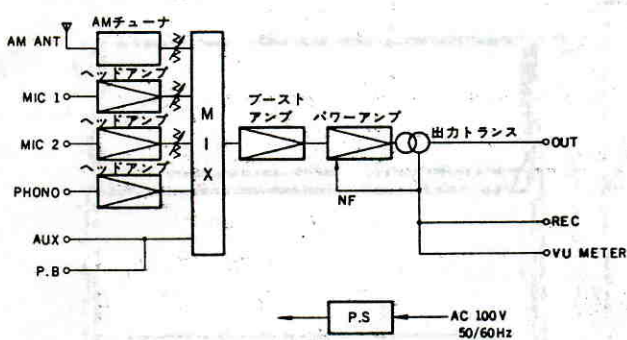 AMチューナ
AM ANT
ヘッドアンプ
MIC 1
ヘッドアンプ
MIC 2
ヘッドアンプ
PHONO
AUX
P.B
MIX
ブースト
アンプ
パワーアンプ
出力トランス
OUT
NF
REC
VU METER
P.S
AC 100V
50/60Hz